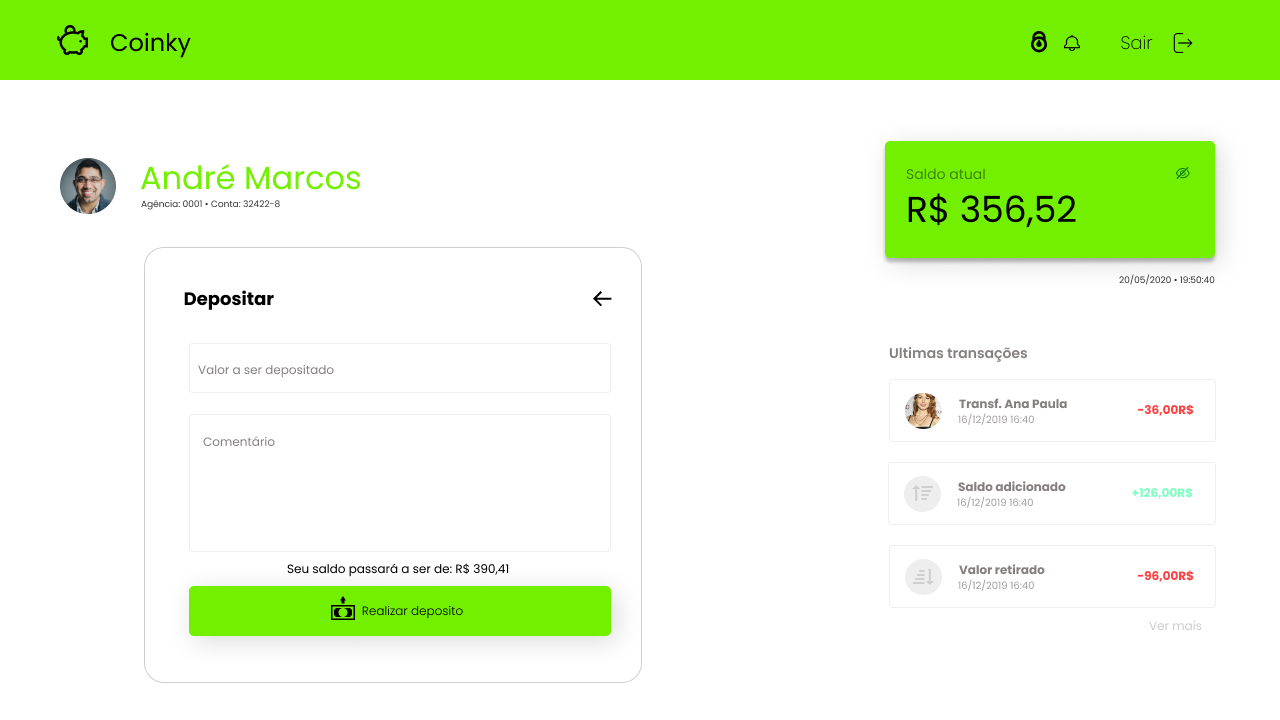 Coinky
Sair
André Marcos
Agência: 0001 • Conta: 32422-8
Saldo atual
R$ 356,52
20/05/2020 • 19:50:40
Depositar
Valor a ser depositado
Comentário
Seu saldo passará a ser de: R$ 390,41
Realizar deposito
Ultimas transações
Transf. Ana Paula
-36,00R$
16/12/2019 16:40
Saldo adicionado
+126,00R$
16/12/2019 16:40
Valor retirado
-96,00R$
16/12/2019 16:40
Ver mais